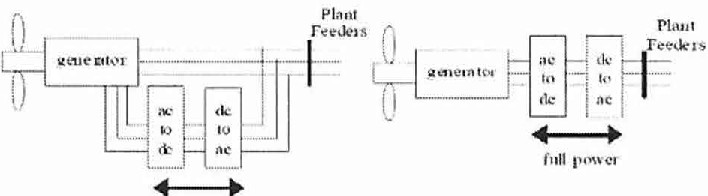 Plant
Feeders
generator
ac
to
dc
dc
to
ac
Plant
Feeders
generator
ac
to
dc
dc
to
ac
full power